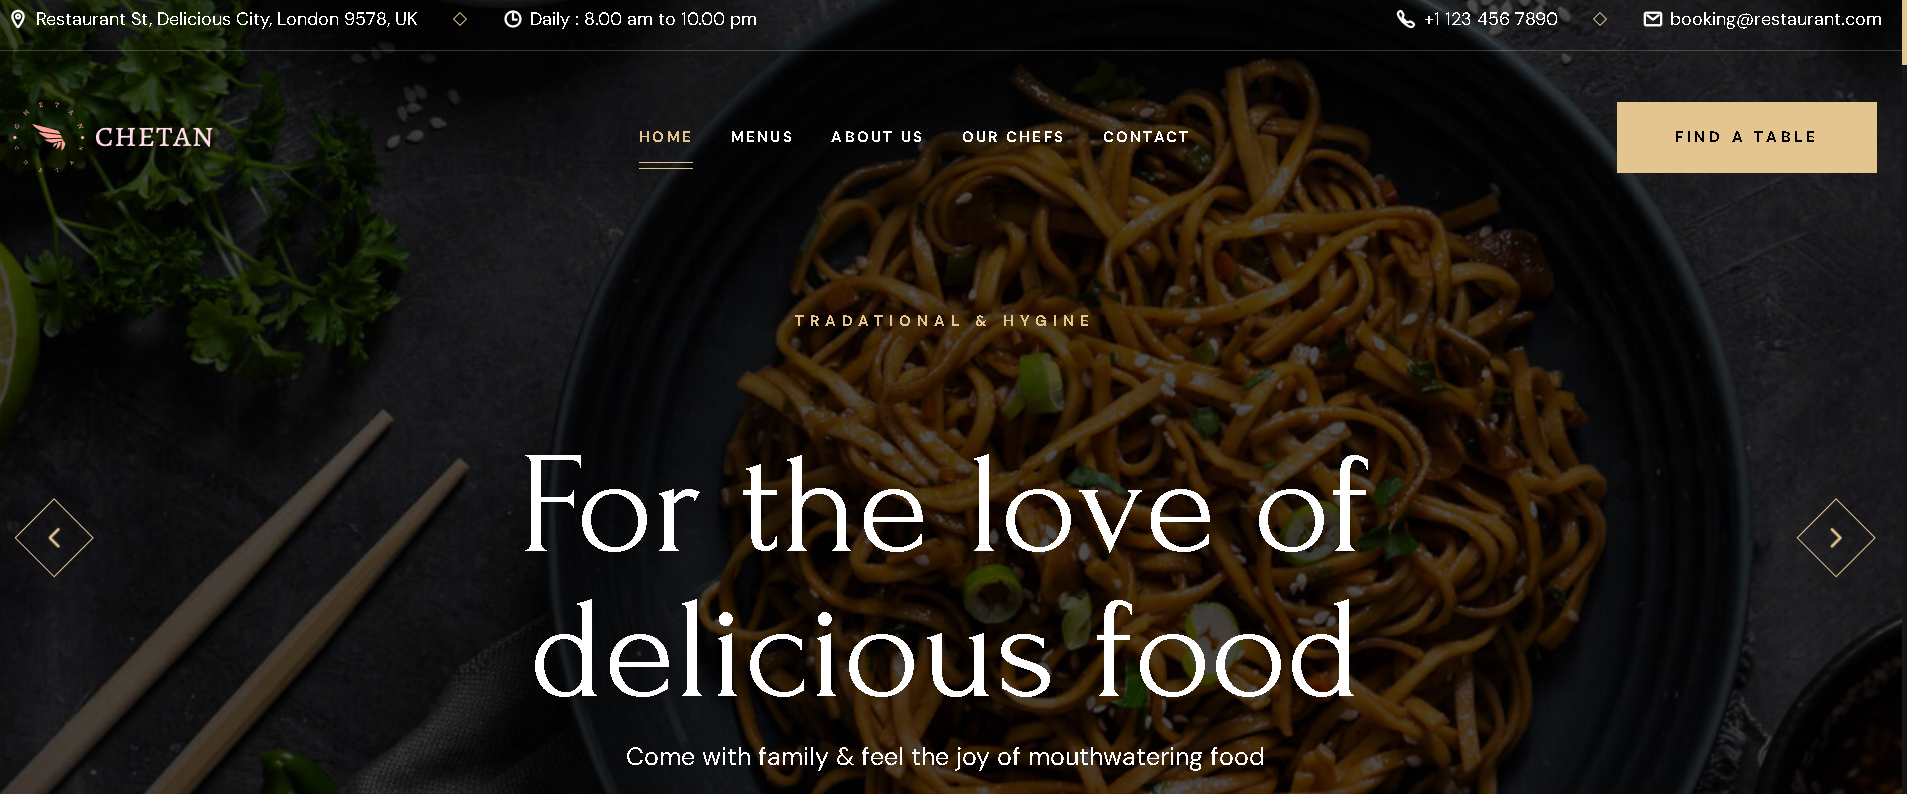 Restaurant St, Delicious City, London 9578, UK
Daily : 8.00 am to 10.00 pm
+1 123 456 7890
booking@restaurant.com
CHETAN
HOME
MENUS
ABOUT US
OUR CHEFS
CONTACT
FIND A TABLE
TRADATIONAL & HYGINE
For the love of
delicious food
Come with family & feel the joy of mouthwatering food